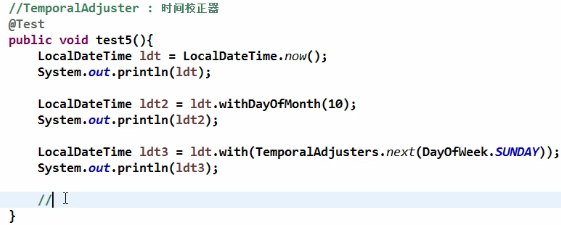 //TemporalAdjuster : 时间校正器
@Test
public void test5(){
LocalDateTime ldt = LocalDateTime.now();
System.out.println(ldt);
LocalDateTime ldt2 = ldt.withDayOfMonth(10);
System.out.println(ldt2);
LocalDateTime ldt3 = ldt.with(TemporalAdjusters.next(DayOfWeek.SUNDAY));
System.out.println(ldt3);
//
}